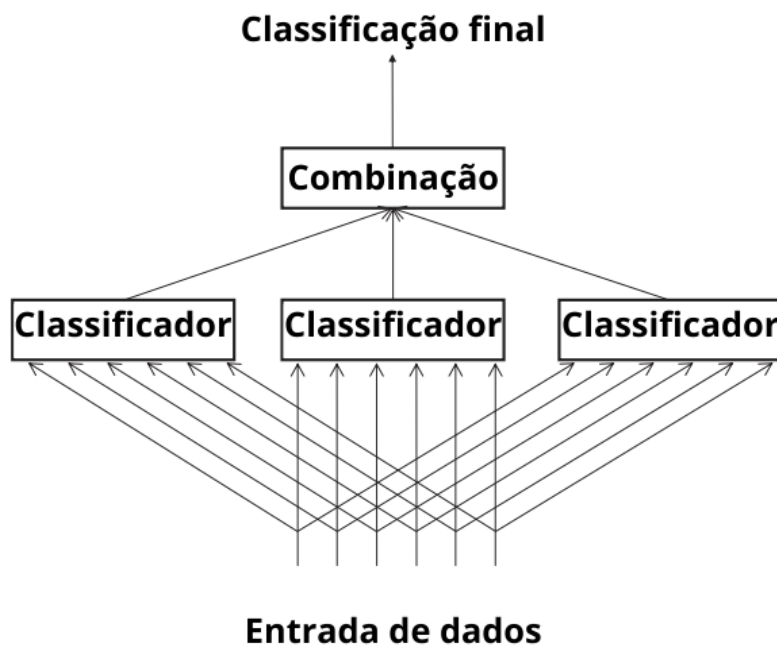 Classificação final
Combinação
Classificador
Classificador
Classificador
Entrada de dados